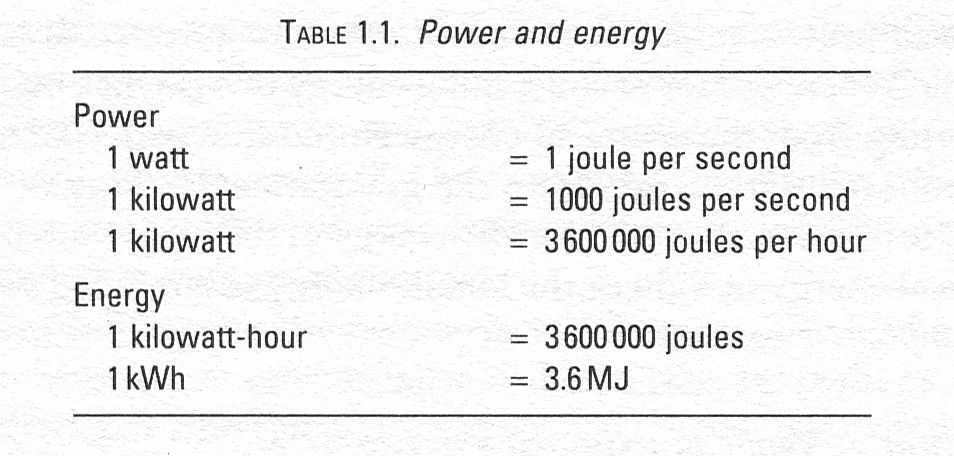 TABLE 1.1. Power and energy
Power
1 watt = 1 joule per second
1 kilowatt = 1000 joules per second
1 kilowatt = 3 600 000 joules per hour
Energy
1 kilowatt-hour = 3 600 000 joules
1 kWh = 3.6 MJ